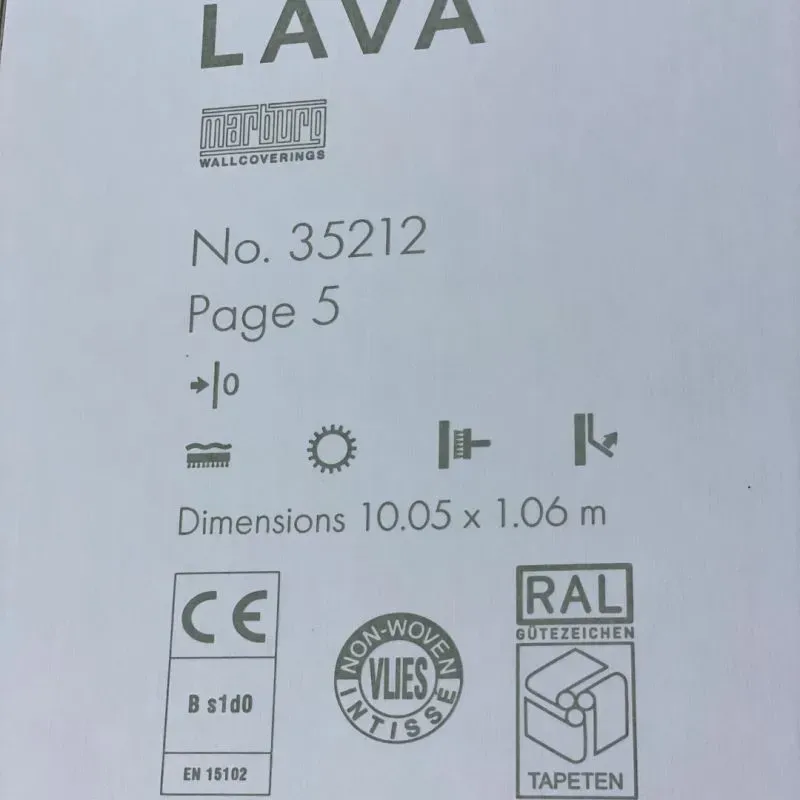 LAVA
marburg
WALLCOVERINGS
No. 35212
Page 5
0
Dimensions 10.05 x 1.06 m
CE
B s1d0
EN 15102
NON-WOVEN
VLIES
INTISSE
RAL
GÜTEZEICHEN
TAPETEN